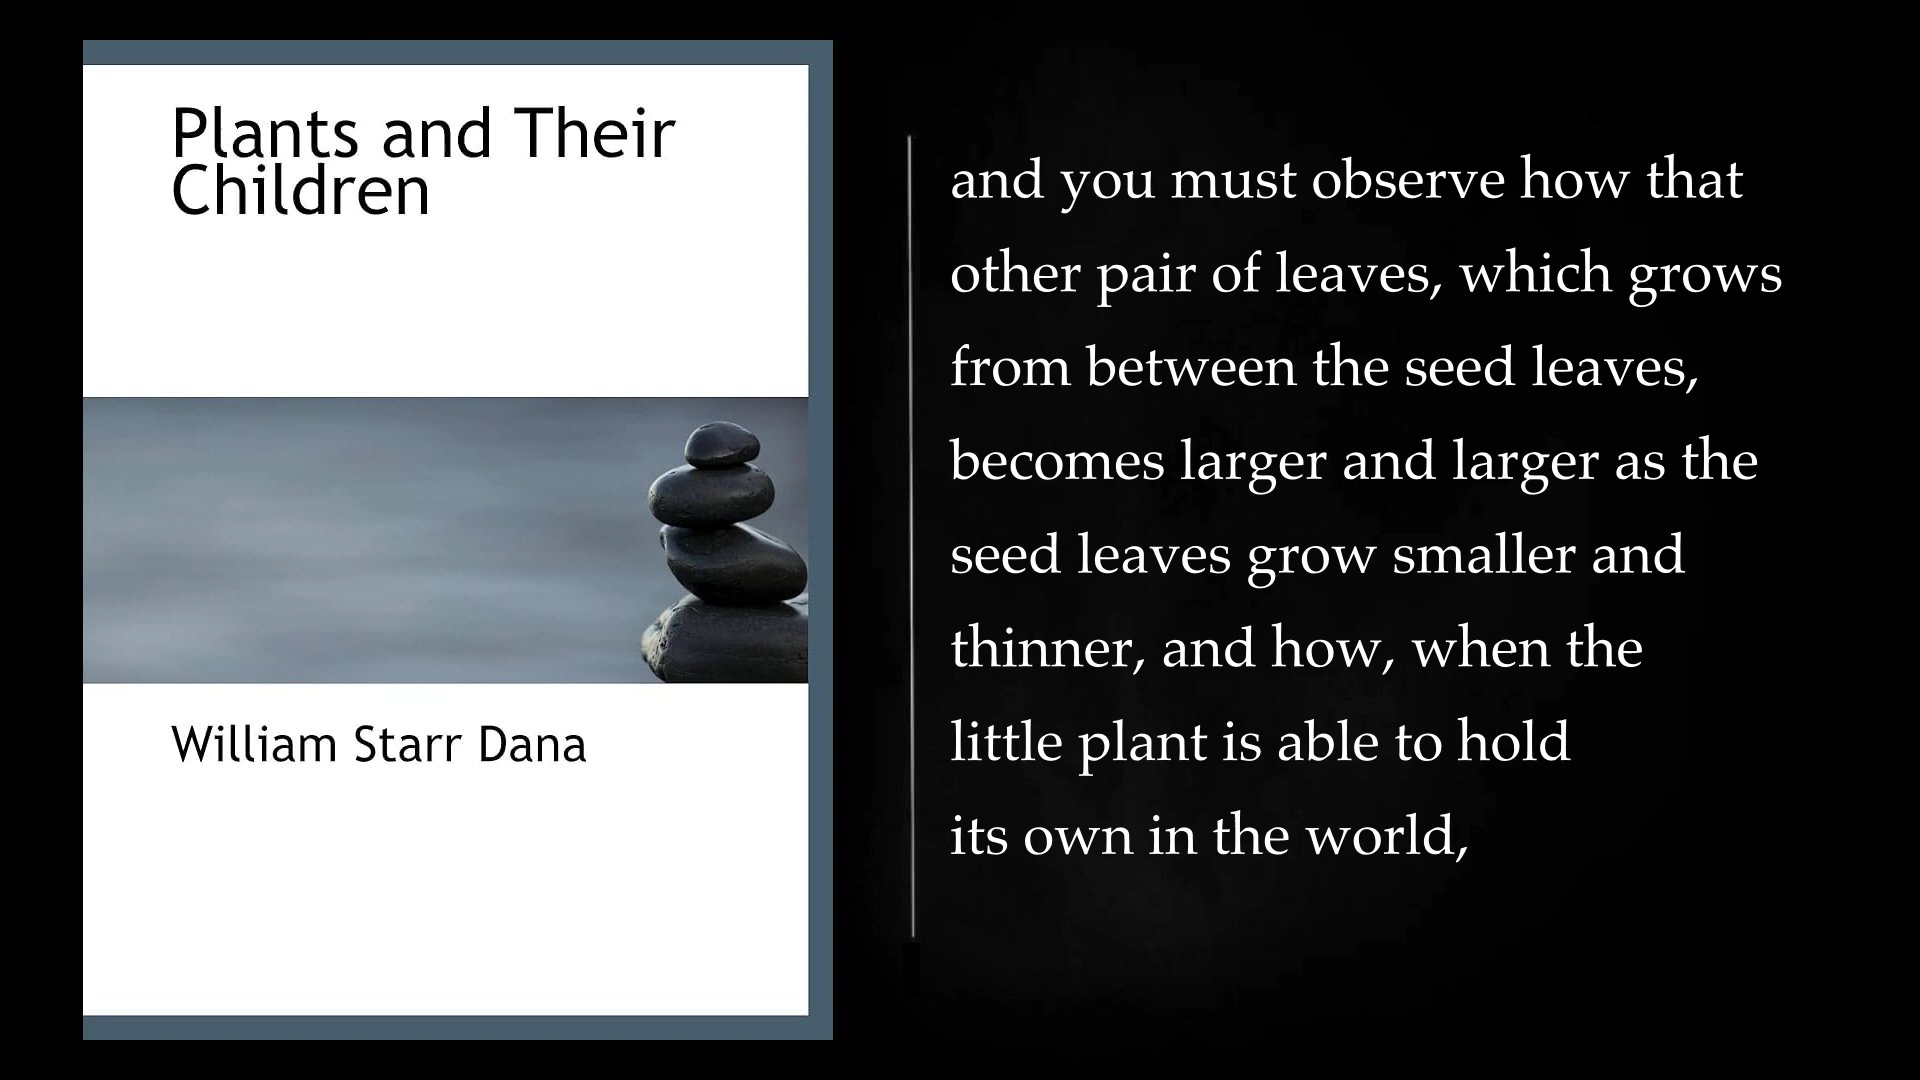 Plants and Their
Children
William Starr Dana
and you must observe how that
other pair of leaves, which grows
from between the seed leaves,
becomes larger and larger as the
seed leaves grow smaller and
thinner, and how, when the
little plant is able to hold
its own in the world,